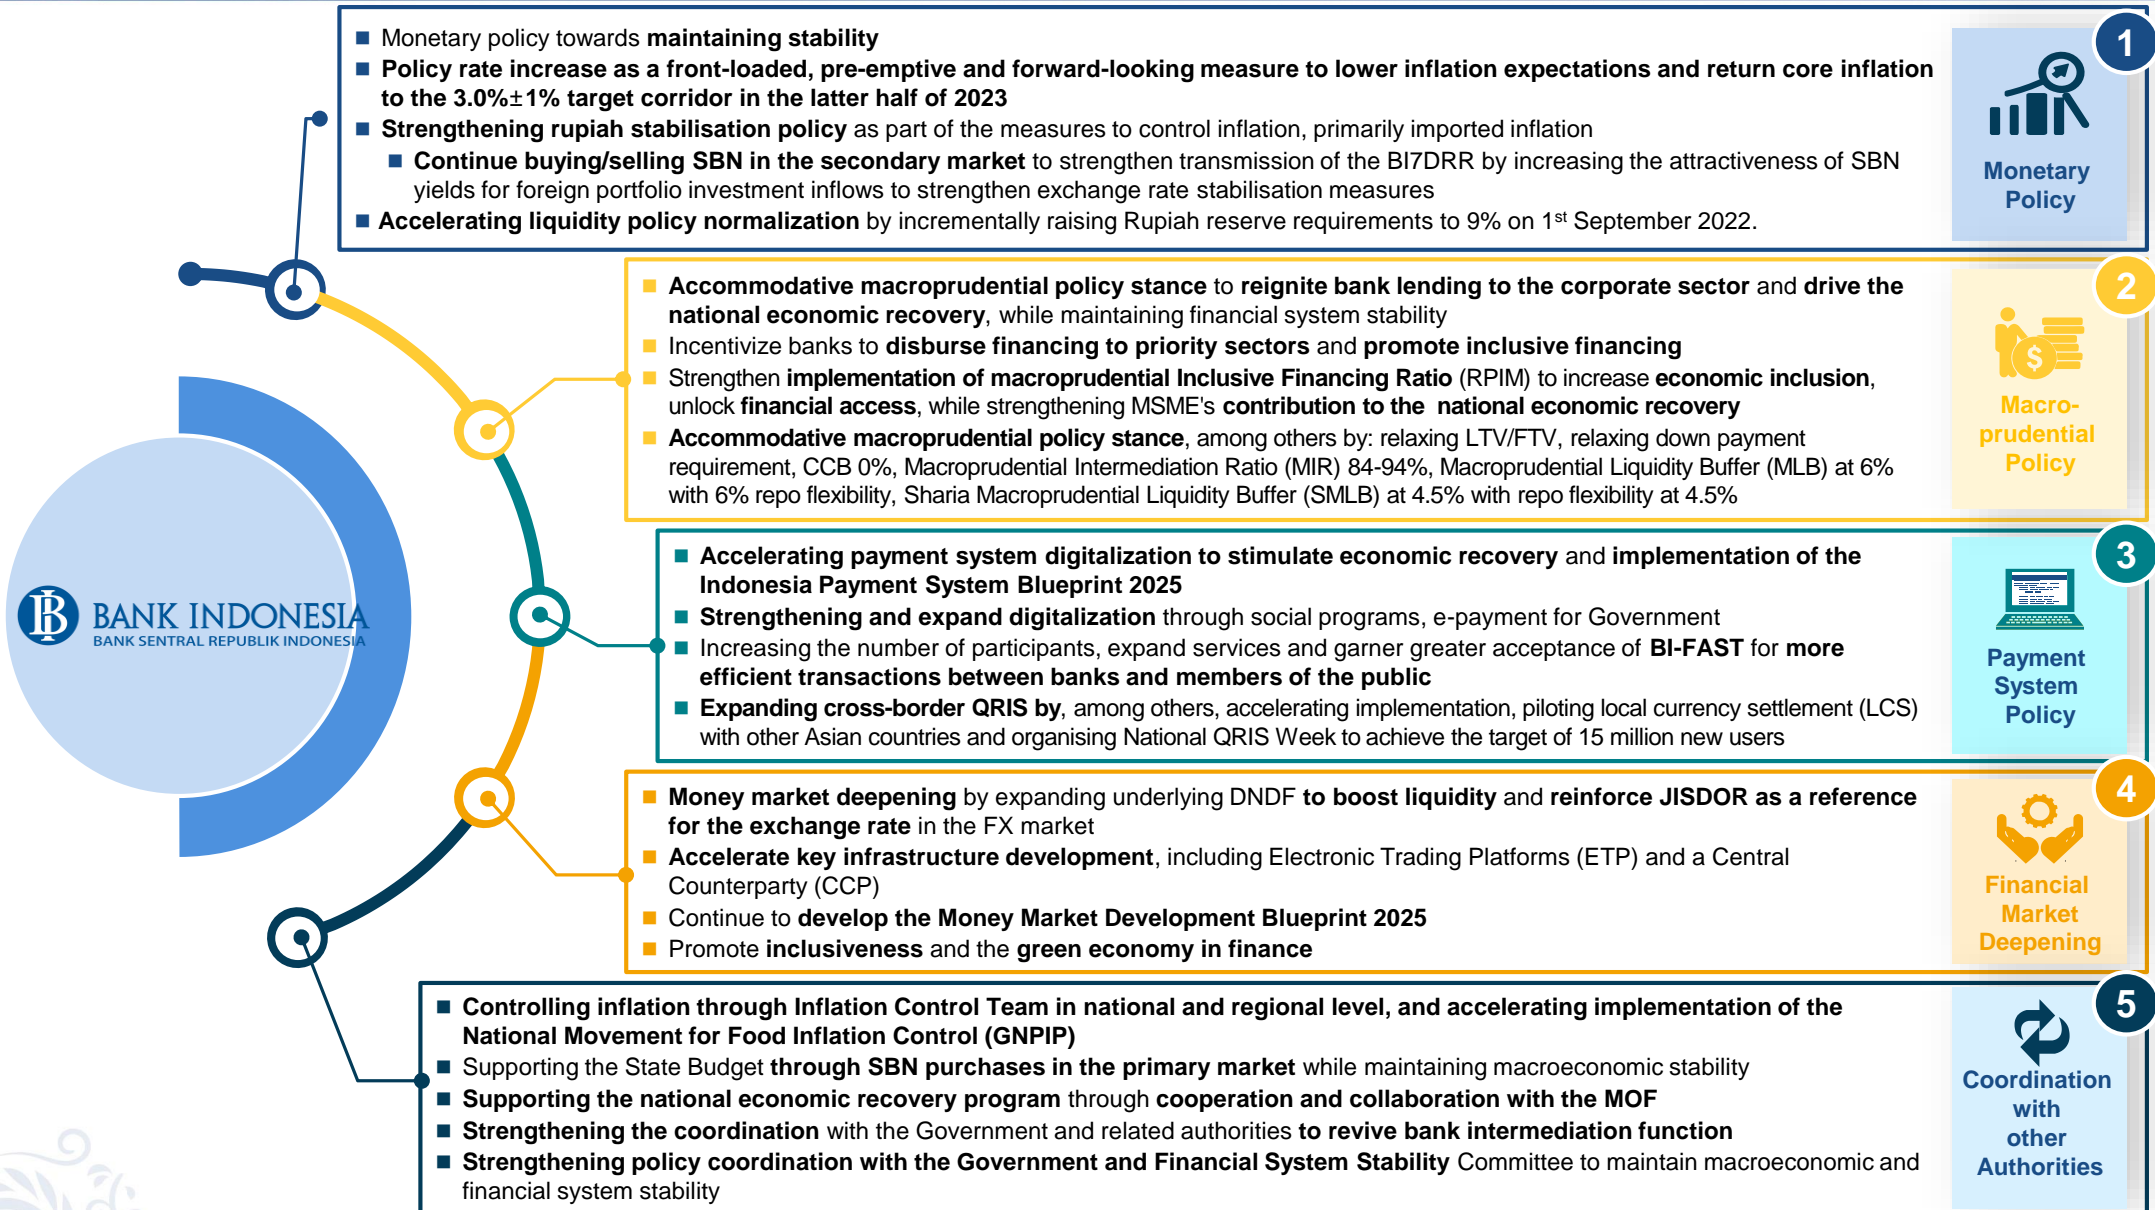 Monetary policy towards maintaining stability
Policy rate increase as a front-loaded, pre-emptive and forward-looking measure to lower inflation expectations and return core inflation
to the 3.0%±1% target corridor in the latter half of 2023
Strengthening rupiah stabilisation policy as part of the measures to control inflation, primarily imported inflation
Continue buying/selling SBN in the secondary market to strengthen transmission of the BI7DRR by increasing the attractiveness of SBN
yields for foreign portfolio investment inflows to strengthen exchange rate stabilisation measures
Accelerating liquidity policy normalization by incrementally raising Rupiah reserve requirements to 9% on 1st September 2022.
1
Monetary
Policy
Accommodative macroprudential policy stance to reignite bank lending to the corporate sector and drive the
national economic recovery, while maintaining financial system stability
Incentivize banks to disburse financing to priority sectors and promote inclusive financing
Strengthen implementation of macroprudential Inclusive Financing Ratio (RPIM) to increase economic inclusion,
unlock financial access, while strengthening MSME's contribution to the national economic recovery
Accommodative macroprudential policy stance, among others by: relaxing LTV/FTV, relaxing down payment
requirement, CCB 0%, Macroprudential Intermediation Ratio (MIR) 84-94%, Macroprudential Liquidity Buffer (MLB) at 6%
with 6% repo flexibility, Sharia Macroprudential Liquidity Buffer (SMLB) at 4.5% with repo flexibility at 4.5%
2
$
Macro-
prudential
Policy
BANK INDONESIA
BANK SENTRAL REPUBLIK INDONESIA
Accelerating payment system digitalization to stimulate economic recovery and implementation of the
Indonesia Payment System Blueprint 2025
Strengthening and expand digitalization through social programs, e-payment for Government
Increasing the number of participants, expand services and garner greater acceptance of BI-FAST for more
efficient transactions between banks and members of the public
Expanding cross-border QRIS by, among others, accelerating implementation, piloting local currency settlement (LCS)
with other Asian countries and organising National QRIS Week to achieve the target of 15 million new users
3
Payment
System
Policy
Money market deepening by expanding underlying DNDF to boost liquidity and reinforce JISDOR as a reference
for the exchange rate in the FX market
Accelerate key infrastructure development, including Electronic Trading Platforms (ETP) and a Central
Counterparty (CCP)
Continue to develop the Money Market Development Blueprint 2025
Promote inclusiveness and the green economy in finance
4
Financial
Market
Deepening
Controlling inflation through Inflation Control Team in national and regional level, and accelerating implementation of the
National Movement for Food Inflation Control (GNPIP)
Supporting the State Budget through SBN purchases in the primary market while maintaining macroeconomic stability
Supporting the national economic recovery program through cooperation and collaboration with the MOF
Strengthening the coordination with the Government and related authorities to revive bank intermediation function
Strengthening policy coordination with the Government and Financial System Stability Committee to maintain macroeconomic and
financial system stability
5
Coordination
with
other
Authorities